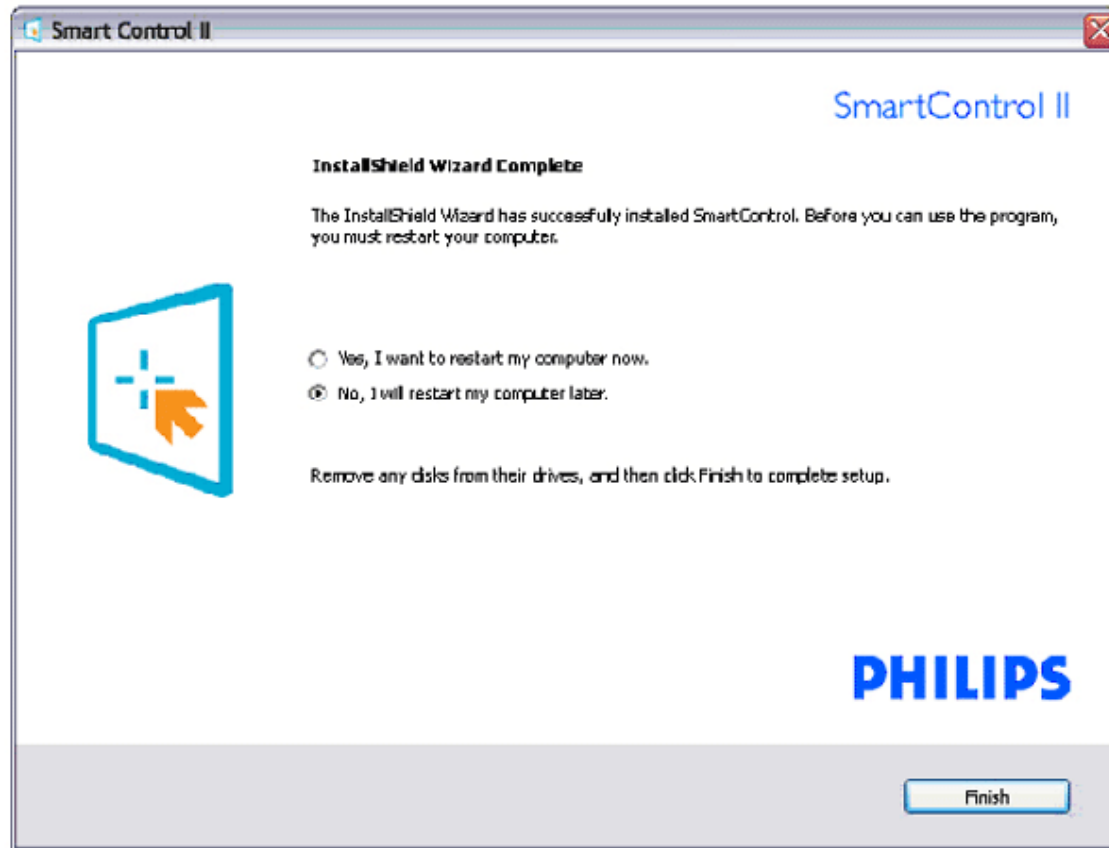 Smart Control II
SmartControl II
InstallShield Wizard Complete
The InstallShield Wizard has successfully installed SmartControl. Before you can use the program,
you must restart your computer.
Yes, I want to restart my computer now.
No, I will restart my computer later.
Remove any disks from their drives, and then click Finish to complete setup.
PHILIPS
Finish